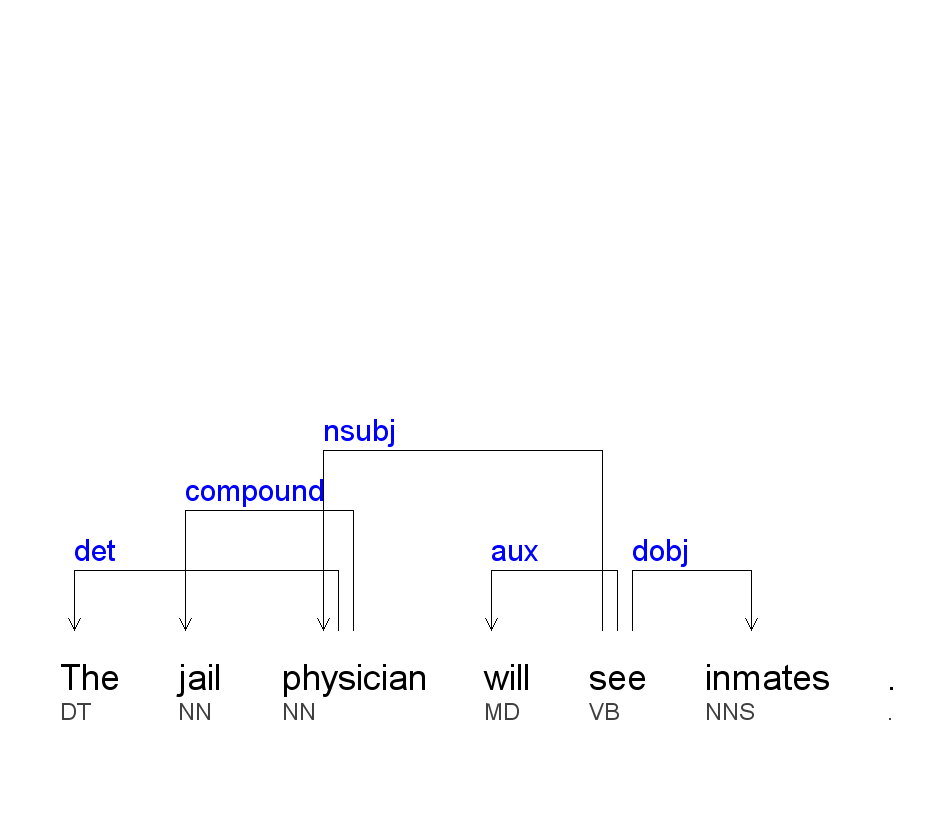 nsubj
compound
det aux dobj
The jail physician will see inmates .
DT NN NN MD VB NNS .